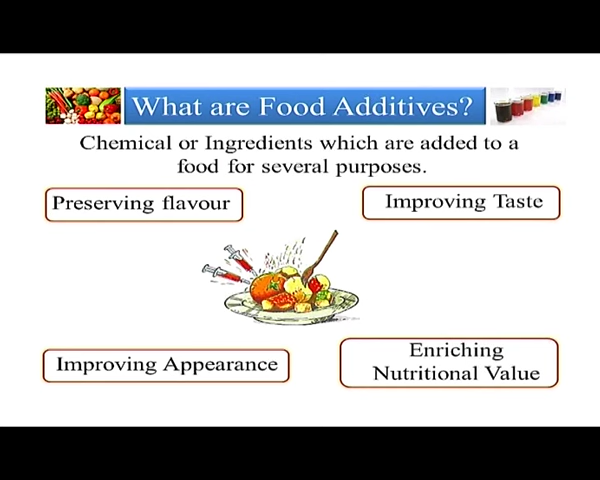 What are Food Additives?
Chemical or Ingredients which are added to a
food for several purposes.
Preserving flavour
Improving Taste
Improving Appearance
Enriching
Nutritional Value